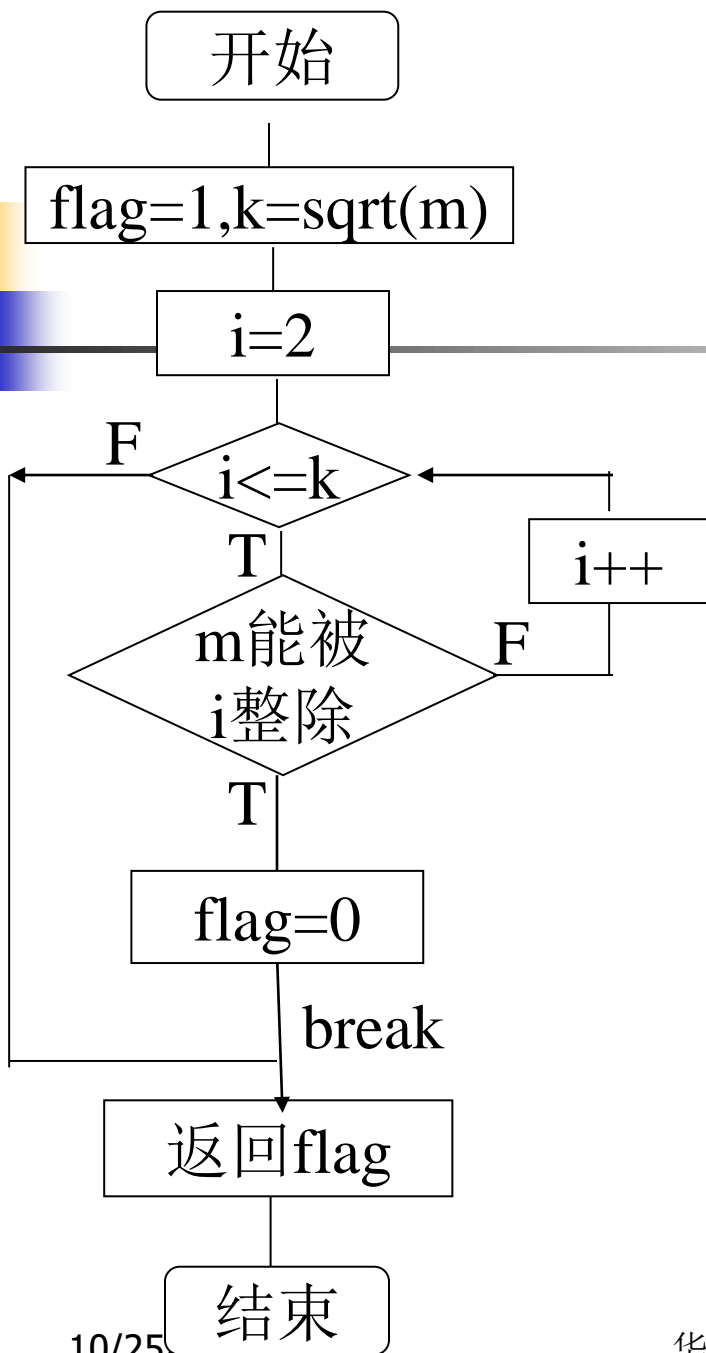 开始
flag=1,k=sqrt(m)
i=2
F
i<=k
T
i++
m能被
F
i整除
T
flag=0
break
返回flag
结束
10/25
华